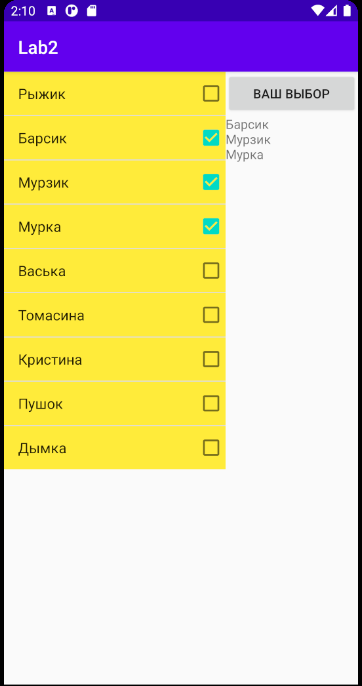 2:10
Lab2
Рыжик
Барсик
Мурзик
Мурка
Васька
Томасина
Кристина
Пушок
Дымка
ВАШ ВЫБОР
Барсик
Мурзик
Мурка